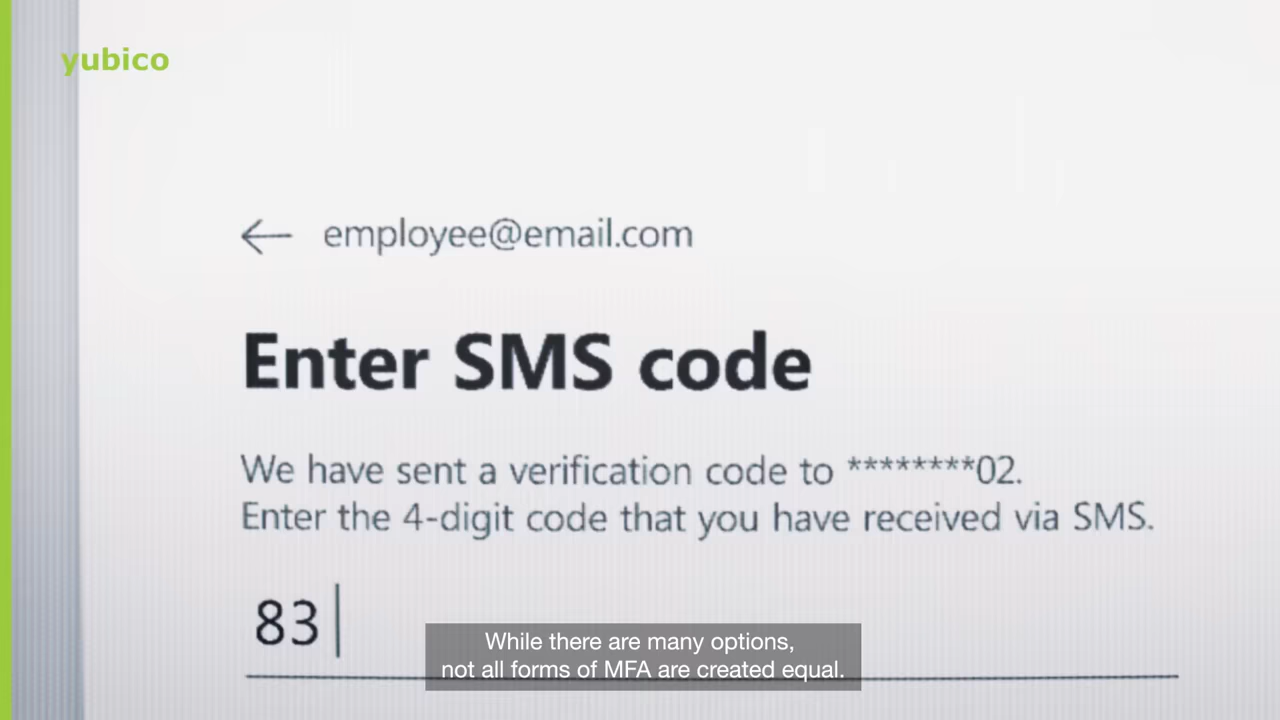 yubico
employee@email.com
Enter SMS code
We have sent a verification code to ********02.
Enter the 4-digit code that you have received via SMS.
83
While there are many options,
not all forms of MFA are created equal.